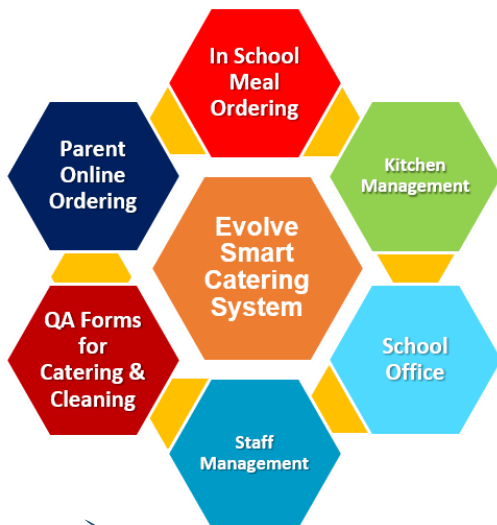 In School
Meal
Ordering
Parent
Online
Ordering
Kitchen
Management
Evolve
Smart
Catering
System
QA Forms
for
Catering &
Cleaning
School
Office
Staff
Management